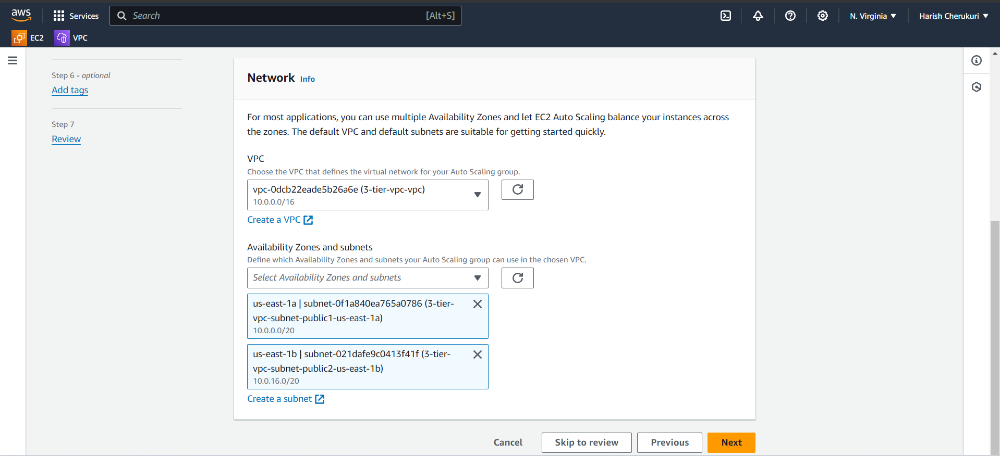 aws
Services
Search
[Alt+S]
N. Virginia
Harish Cherukuri
EC2
VPC
Step 6 - optional
Add tags
Step 7
Review
Network Info
For most applications, you can use multiple Availability Zones and let EC2 Auto Scaling balance your instances across
the zones. The default VPC and default subnets are suitable for getting started quickly.
VPC
Choose the VPC that defines the virtual network for your Auto Scaling group.
vpc-0dcb22eade5b26a6e (3-tier-vpc-vpc)
10.0.0.0/16
Create a VPC
Availability Zones and subnets
Define which Availability Zones and subnets your Auto Scaling group can use in the chosen VPC.
Select Availability Zones and subnets
us-east-1a | subnet-0f1a840ea765a0786 (3-tier-
vpc-subnet-public1-us-east-1a)
10.0.0.0/20
us-east-1b | subnet-021dafe9c0413f41f (3-tier-
vpc-subnet-public2-us-east-1b)
10.0.16.0/20
Create a subnet
Cancel
Skip to review
Previous
Next